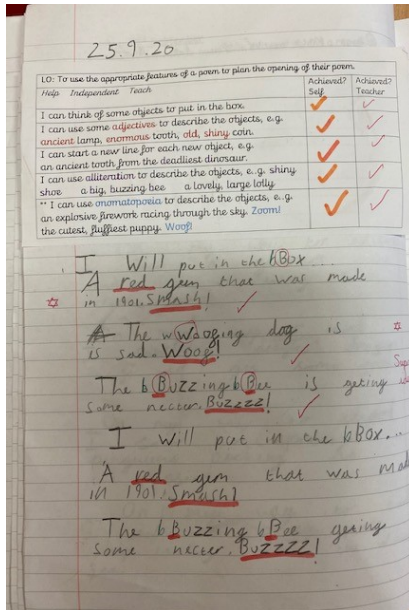 25.9.20
LO: To use the appropriate features of a poem to plan the opening of their poem.
Help Independent Teach
Achieved? Self
Achieved? Teacher
I can think of some objects to put in the box.
I can use some adjectives to describe the objects, e.g.
ancient lamp, enormous tooth, old, shiny coin.
I can start a new line for each new object, e.g.
an ancient tooth from the deadliest dinosaur.
I can use alliteration to describe the objects, e..g. shiny
shoe a big, buzzing bee a lovely, large lolly
** I can use onomatopoeia to describe the objects, e..g.
an explosive firework racing through the sky. Zoom!
the cutest, fluffiest puppy. Woof!
I Will put in the bBox...
A red gem that was made
in 1901. Smash!
The wWoofing dog is
is sad. Woof!
The bBuzzing bBee is geting
some necter. Buzzzz!
I will put in the bBox...
A red gem that was mad
in 1901. Smash!
The bBuzzing bBee geting
some necter. Buzzzz!